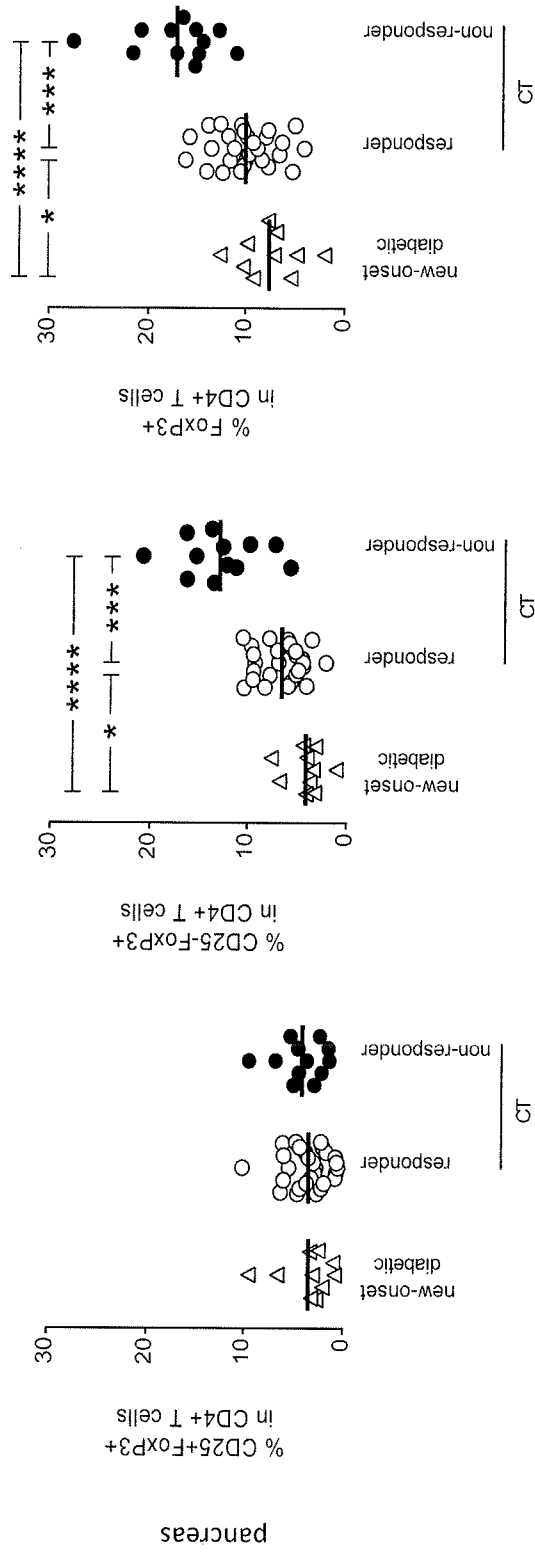 pancreas
% CD25+FoxP3+
in CD4+ T cells
30
20
10
0
new-onset
diabetic
responder
non-responder
CT
% CD25-FoxP3+
in CD4+ T cells
30
20
10
0
****
*
***
new-onset
diabetic
responder
non-responder
CT
% FoxP3+
in CD4+ T cells
30
20
10
0
****
*
***
new-onset
diabetic
responder
non-responder
CT